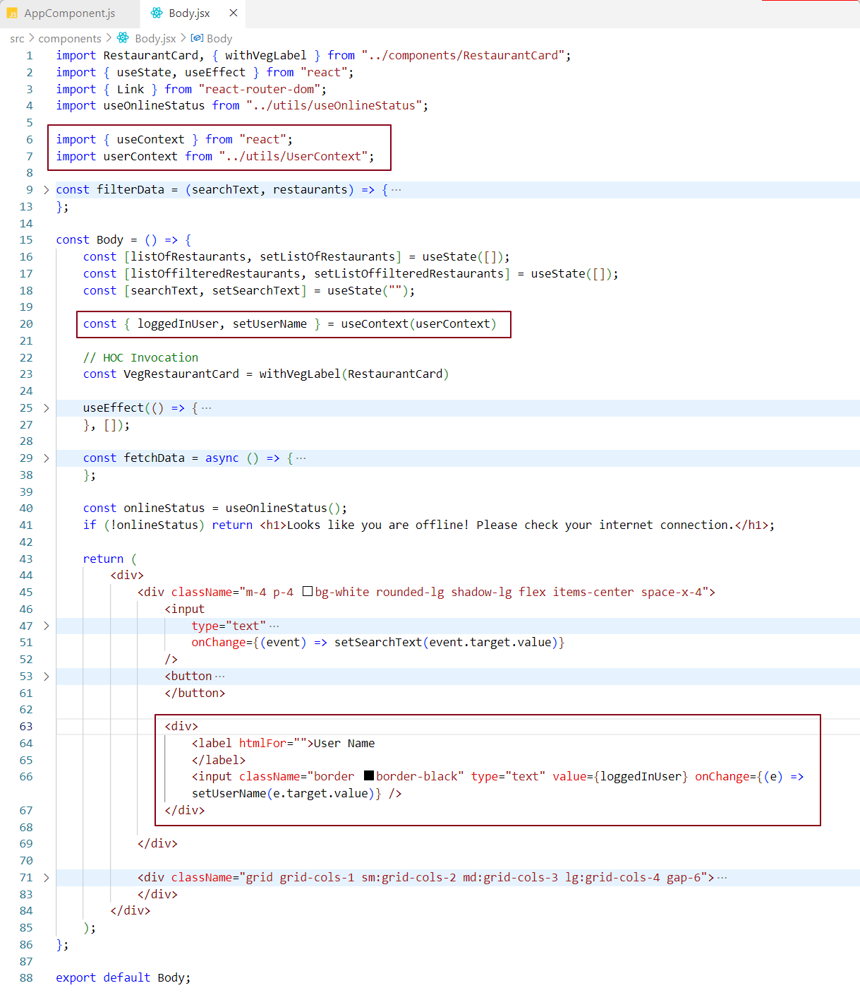 JS AppComponent.js Body.jsx ×
src > components > Body.jsx > Body
1 import RestaurantCard, { withVegLabel } from "../components/RestaurantCard";
2 import { useState, useEffect } from "react";
3 import { Link } from "react-router-dom";
4 import useOnlineStatus from "../utils/useOnlineStatus";
5
6 import { useContext } from "react";
7 import userContext from "../utils/UserContext";
8
9 > const filterData = (searchText, restaurants) => { ···
13 };
14
15 const Body = () => {
16 const [listOfRestaurants, setListOfRestaurants] = useState([]);
17 const [listOffilteredRestaurants, setListOffilteredRestaurants] = useState([]);
18 const [searchText, setSearchText] = useState("");
19
20 const { loggedInUser, setUserName } = useContext(userContext)
21
22 // HOC Invocation
23 const VegRestaurantCard = withVegLabel(RestaurantCard)
24
25 > useEffect(() => { ···
27 }, []);
28
29 > const fetchData = async () => { ···
38 };
39
40 const onlineStatus = useOnlineStatus();
41 if (!onlineStatus) return <h1>Looks like you are offline! Please check your internet connection.</h1>;
42
43 return (
44 <div>
45 <div className="m-4 p-4 bg-white rounded-lg shadow-lg flex items-center space-x-4">
46 <input
47 > type="text" ···
51 onChange={(event) => setSearchText(event.target.value)}
52 />
53 > <button ···
61 </button>
62
63 <div>
64 <label htmlFor="">User Name
65 </label>
66 <input className="border border-black" type="text" value={loggedInUser} onChange={(e) =>
setUserName(e.target.value)} />
67 </div>
68
69 </div>
70
71 > <div className="grid grid-cols-1 sm:grid-cols-2 md:grid-cols-3 lg:grid-cols-4 gap-6"> ···
83 </div>
84 </div>
85 );
86 };
87
88 export default Body;